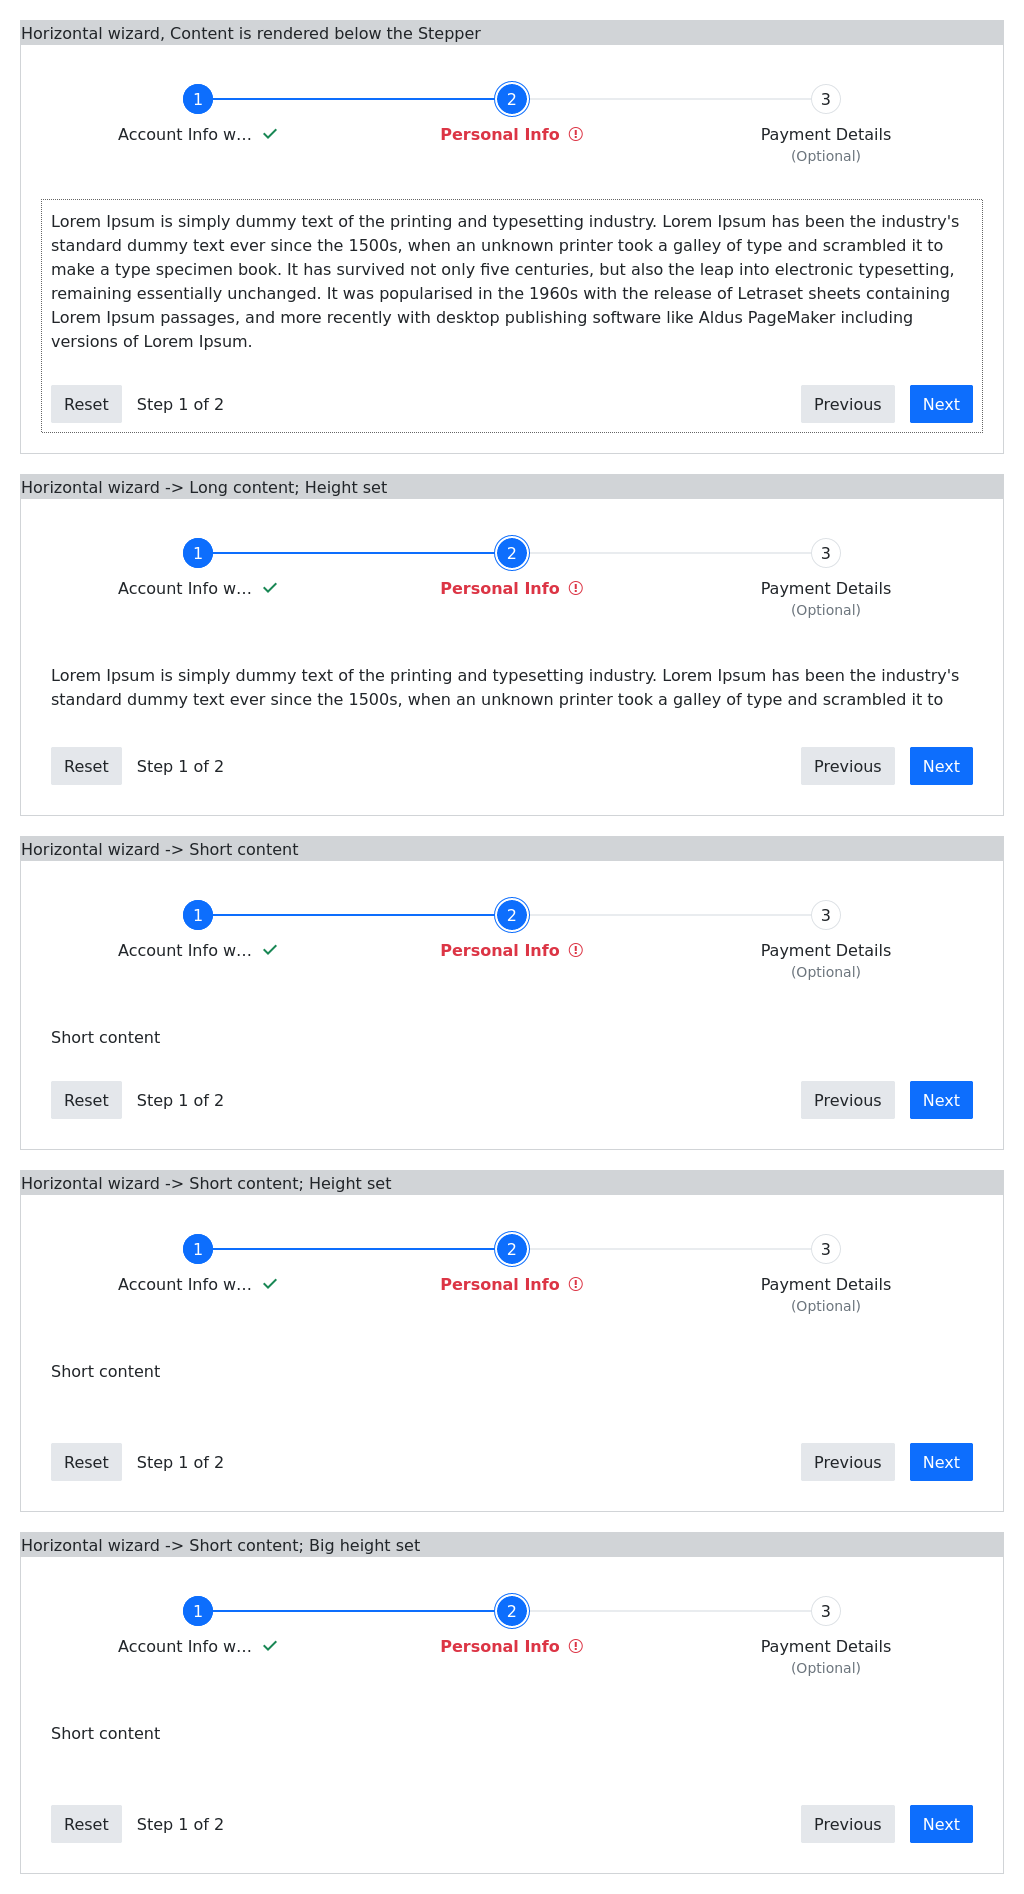 Horizontal wizard, Content is rendered below the Stepper
1 2 3
Account Info w... Personal Info Payment Details
(Optional)
Lorem Ipsum is simply dummy text of the printing and typesetting industry. Lorem Ipsum has been the industry's
standard dummy text ever since the 1500s, when an unknown printer took a galley of type and scrambled it to
make a type specimen book. It has survived not only five centuries, but also the leap into electronic typesetting,
remaining essentially unchanged. It was popularised in the 1960s with the release of Letraset sheets containing
Lorem Ipsum passages, and more recently with desktop publishing software like Aldus PageMaker including
versions of Lorem Ipsum.
Reset Step 1 of 2 Previous Next
Horizontal wizard -> Long content; Height set
1 2 3
Account Info w... Personal Info Payment Details
(Optional)
Lorem Ipsum is simply dummy text of the printing and typesetting industry. Lorem Ipsum has been the industry's
standard dummy text ever since the 1500s, when an unknown printer took a galley of type and scrambled it to
Reset Step 1 of 2 Previous Next
Horizontal wizard -> Short content
1 2 3
Account Info w... Personal Info Payment Details
(Optional)
Short content
Reset Step 1 of 2 Previous Next
Horizontal wizard -> Short content; Height set
1 2 3
Account Info w... Personal Info Payment Details
(Optional)
Short content
Reset Step 1 of 2 Previous Next
Horizontal wizard -> Short content; Big height set
1 2 3
Account Info w... Personal Info Payment Details
(Optional)
Short content
Reset Step 1 of 2 Previous Next